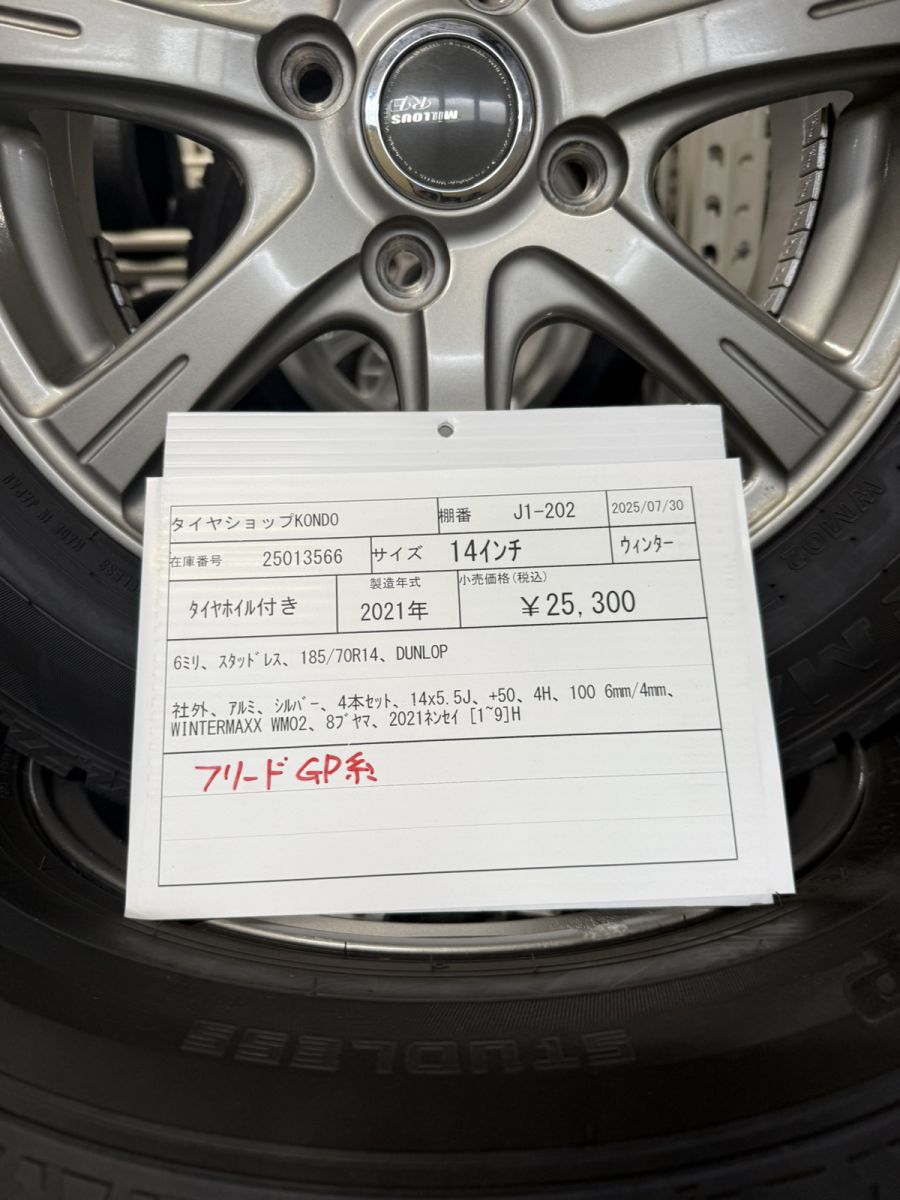 MiLLOUS
MADE IN JAPAN
WM02
タイヤショップKONDO
棚番 J1-202
2025/07/30
在庫番号 25013566
サイズ 14インチ
ウィンター
タイヤホイル付き
製造年式
2021年
小売価格(税込)
￥25,300
6ミリ、スタッドレス、185/70R14、DUNLOP
社外、アルミ、シルバー、4本セット、14x5.5J、+50、4H、100 6mm/4mm、
WINTERMAXX WM02、8ブヤマ、2021ネンセイ [1~9]H
フリードGP系
STUDLESS